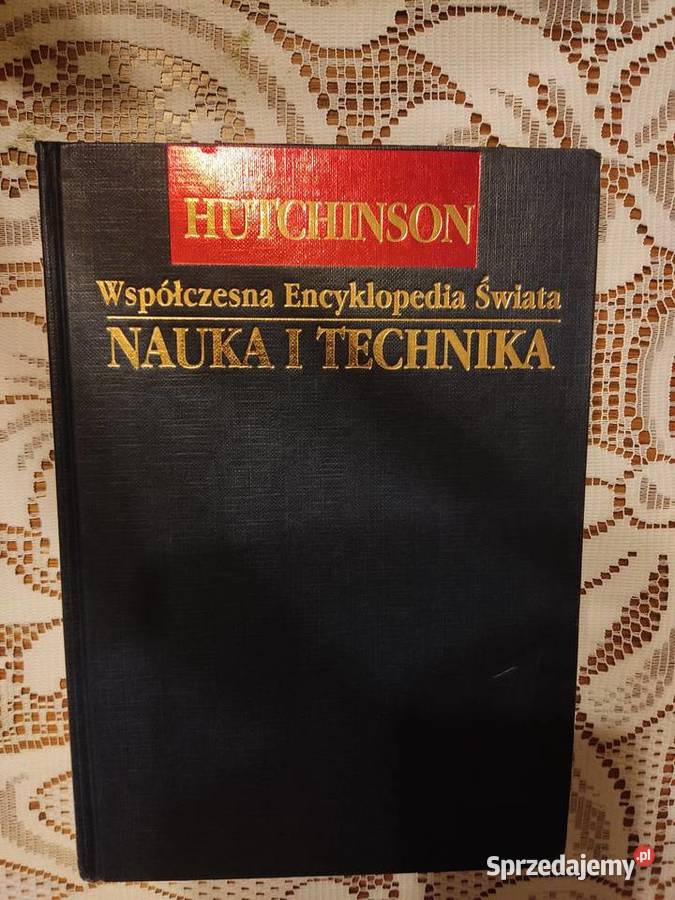 HUTCHINSON
Współczesna Encyklopedia Świata
NAUKA I TECHNIKA
Sprzedajemy.pl